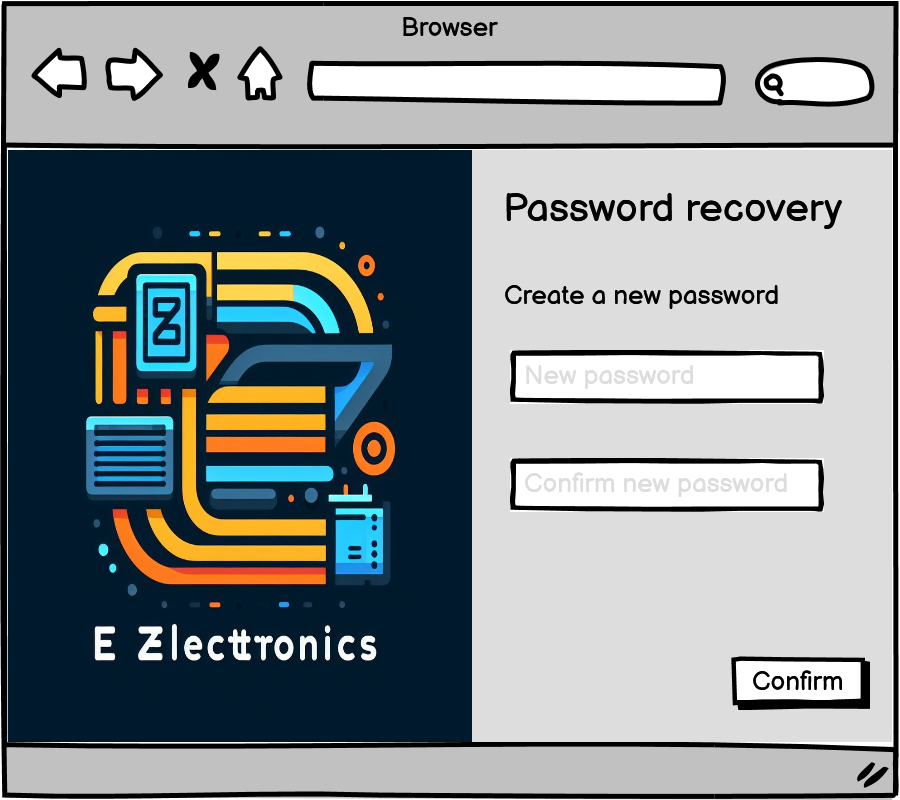 Browser
E Zlecttronics
Password recovery
Create a new password
New password
Confirm new password
Confirm